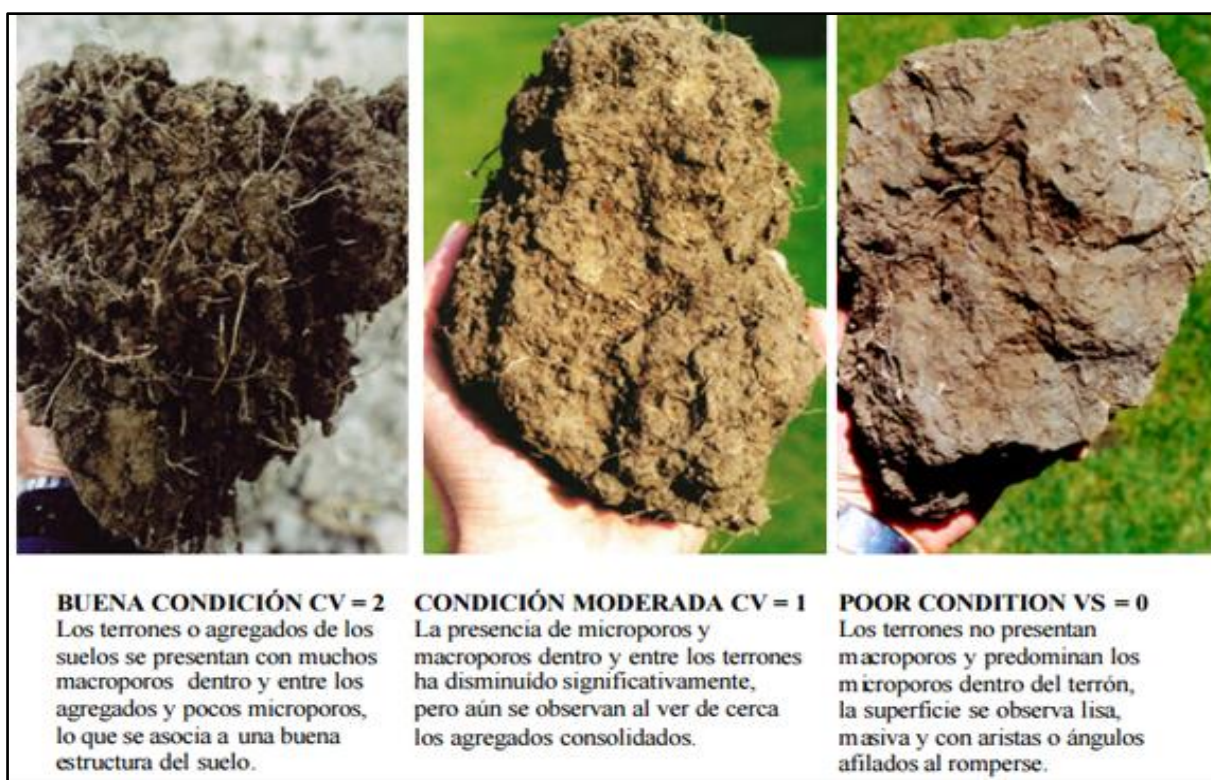 BUENA CONDICIÓN CV = 2
Los terrones o agregados de los
suelos se presentan con muchos
macroporos dentro y entre los
agregados y pocos microporos,
lo que se asocia a una buena
estructura del suelo.
CONDICIÓN MODERADA CV = 1
La presencia de microporos y
macroporos dentro y entre los terrones
ha disminuido significativamente,
pero aún se observan al ver de cerca
los agregados consolidados.
POOR CONDITION VS = 0
Los terrones no presentan
macroporos y predominan los
microporos dentro del terrón,
la superficie se observa lisa,
masiva y con aristas o ángulos
afilados al romperse.